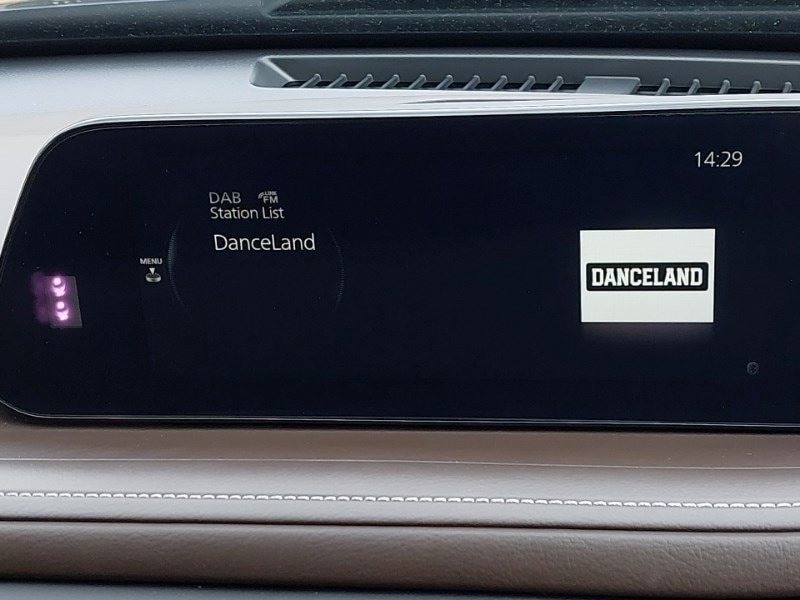 14:29
DAB LINK FM
Station List
DanceLand
MENU
DANCELAND